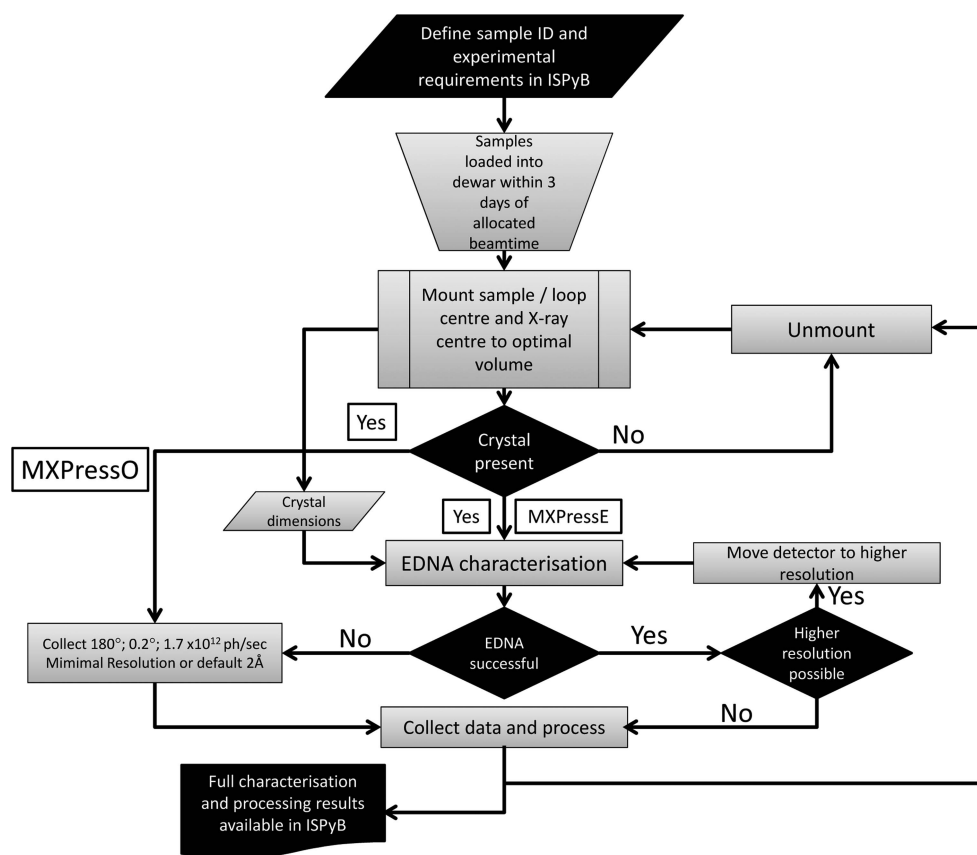 Define sample ID and
experimental
requirements in ISPyB
Samples
loaded into
dewar within 3
days of
allocated
beamtime
Mount sample / loop
centre and X-ray
centre to optimal
volume
Unmount
Yes
Crystal
present
No
MXPressO
Crystal
dimensions
Yes
MXPressE
EDNA characterisation
Move detector to higher
resolution
Yes
Collect 180°; 0.2°; 1.7 x10¹² ph/sec
Mimimal Resolution or default 2Å
No
EDNA
successful
Yes
Higher
resolution
possible
No
Collect data and process
Full characterisation
and processing results
available in ISPyB